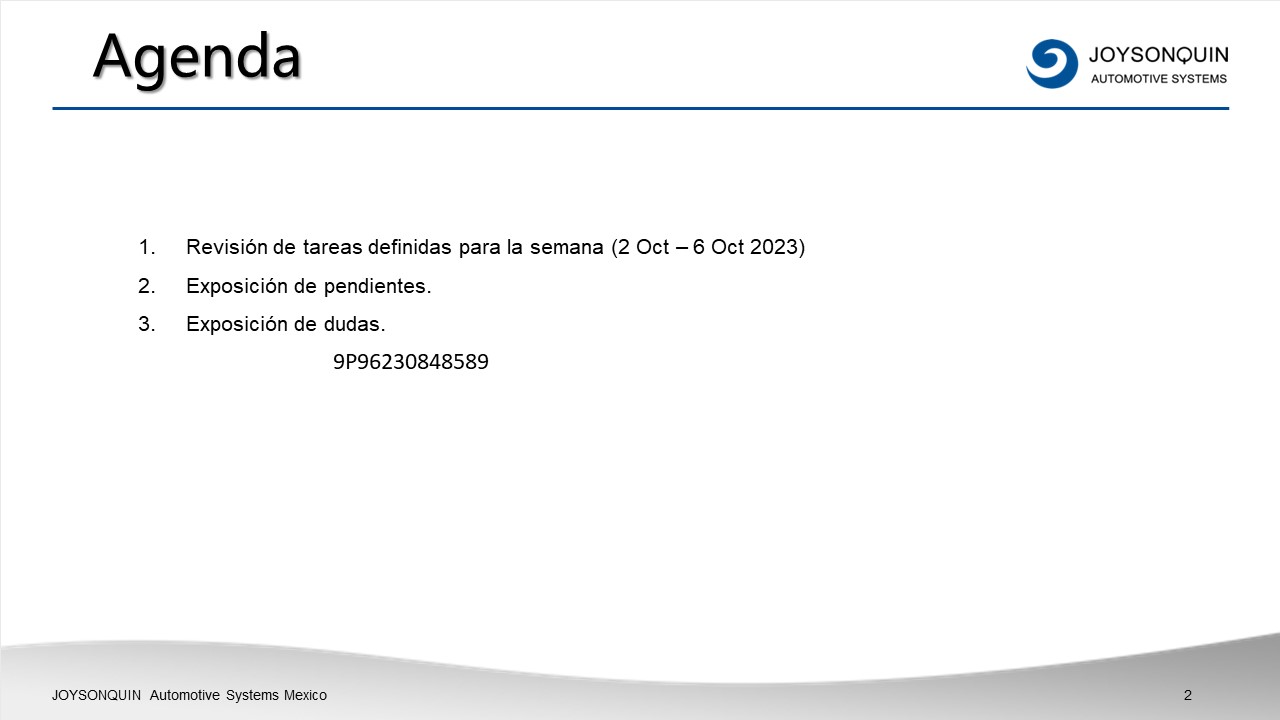 Agenda
JOYSONQUIN
AUTOMOTIVE SYSTEMS
1. Revisión de tareas definidas para la semana (2 Oct – 6 Oct 2023)
2. Exposición de pendientes.
3. Exposición de dudas.
9P96230848589
JOYSONQUIN Automotive Systems Mexico
2